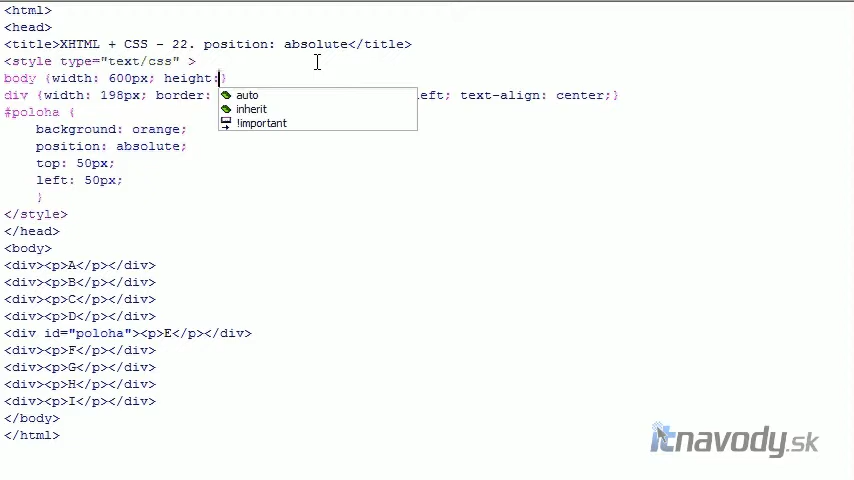 <html>
<head>
<title>XHTML + CSS - 22. position: absolute</title>
<style type="text/css" >
body {width: 600px; height:}
auto
inherit
!important
div {width: 198px; border: left; text-align: center;}
#poloha {
background: orange;
position: absolute;
top: 50px;
left: 50px;
}
</style>
</head>
<body>
<div><p>A</p></div>
<div><p>B</p></div>
<div><p>C</p></div>
<div><p>D</p></div>
<div id="poloha"><p>E</p></div>
<div><p>F</p></div>
<div><p>G</p></div>
<div><p>H</p></div>
<div><p>I</p></div>
</body>
</html>
itnavody.sk